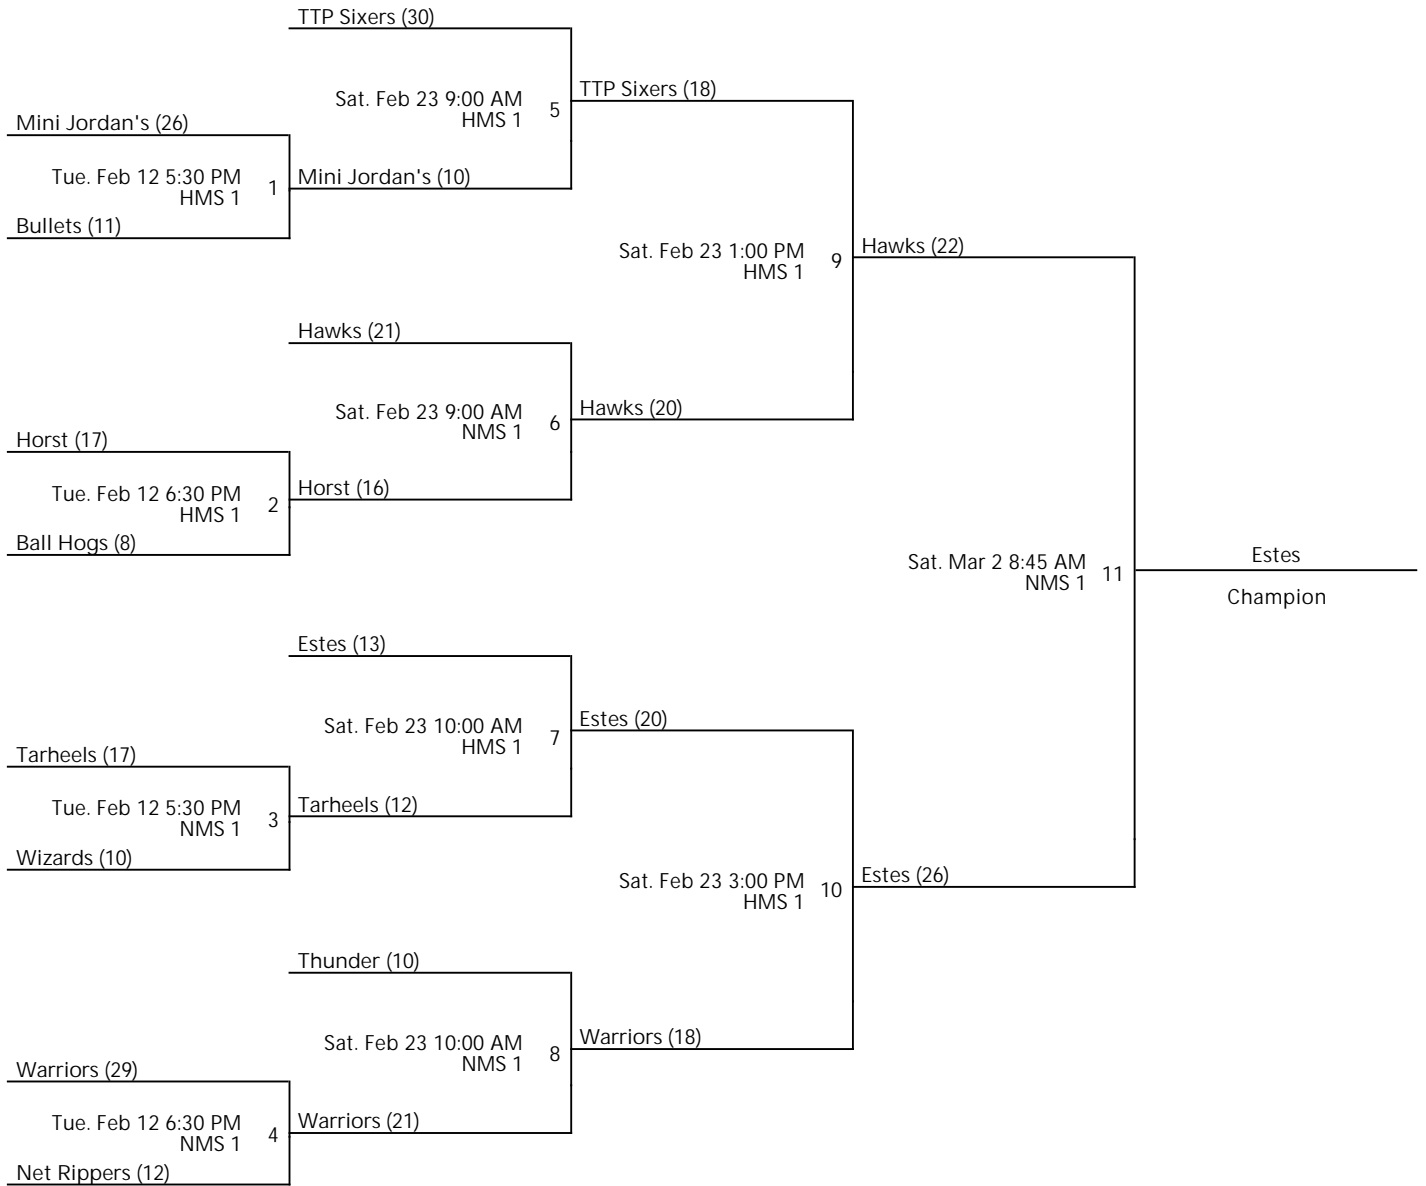 TTP Sixers (30)
Sat. Feb 23 9:00 AM
HMS 1
5
TTP Sixers (18)
Mini Jordan's (26)
Tue. Feb 12 5:30 PM
HMS 1
1
Mini Jordan's (10)
Bullets (11)
Sat. Feb 23 1:00 PM
HMS 1
9
Hawks (22)
Hawks (21)
Sat. Feb 23 9:00 AM
NMS 1
6
Hawks (20)
Horst (17)
Tue. Feb 12 6:30 PM
HMS 1
2
Horst (16)
Ball Hogs (8)
Sat. Mar 2 8:45 AM
NMS 1
11
Estes
Champion
Estes (13)
Sat. Feb 23 10:00 AM
HMS 1
7
Estes (20)
Tarheels (17)
Tue. Feb 12 5:30 PM
NMS 1
3
Tarheels (12)
Wizards (10)
Sat. Feb 23 3:00 PM
HMS 1
10
Estes (26)
Thunder (10)
Sat. Feb 23 10:00 AM
NMS 1
8
Warriors (18)
Warriors (29)
Tue. Feb 12 6:30 PM
NMS 1
4
Warriors (21)
Net Rippers (12)